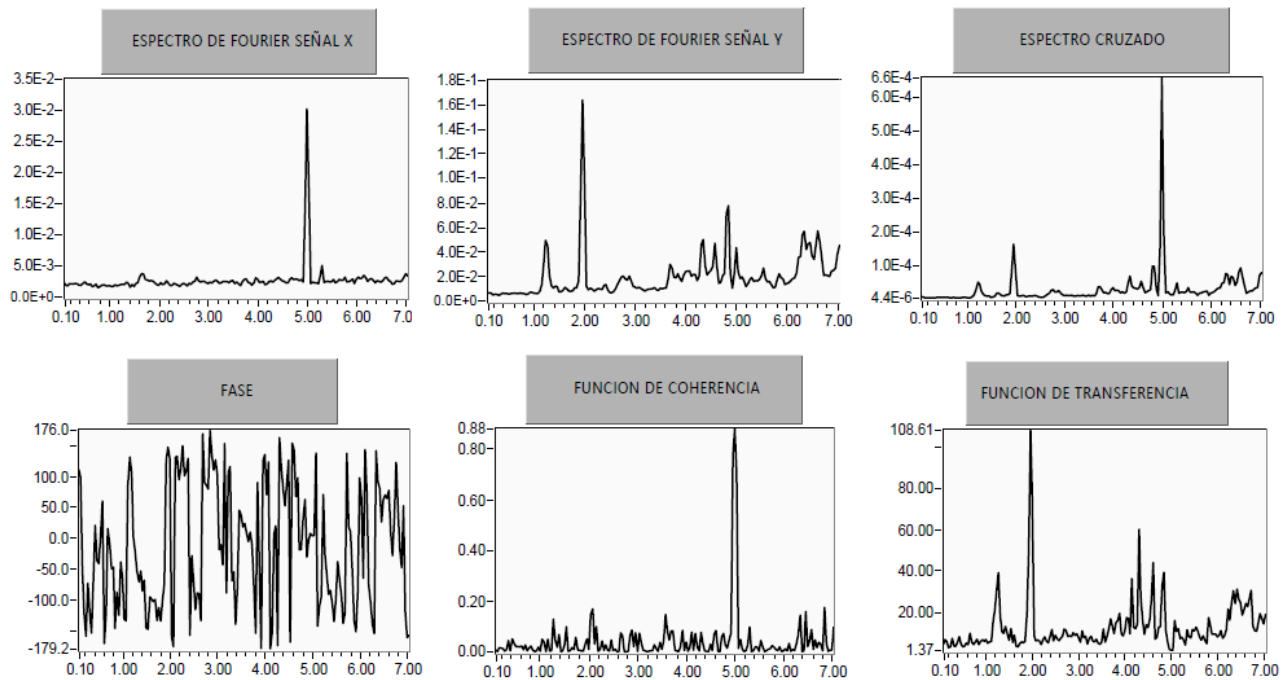 ESPECTRO DE FOURIER SEÑAL X
3.5E-2
3.0E-2
2.5E-2
2.0E-2
1.5E-2
1.0E-2
5.0E-3
0.0E+0
0.10 1.00 2.00 3.00 4.00 5.00 6.00 7.00
ESPECTRO DE FOURIER SEÑAL Y
1.8E-1
1.6E-1
1.4E-1
1.2E-1
1.0E-1
8.0E-2
6.0E-2
4.0E-2
2.0E-2
0.0E+0
0.10 1.00 2.00 3.00 4.00 5.00 6.00 7.00
ESPECTRO CRUZADO
6.6E-4
6.0E-4
5.0E-4
4.0E-4
3.0E-4
2.0E-4
1.0E-4
4.4E-6
0.10 1.00 2.00 3.00 4.00 5.00 6.00 7.00
FASE
176.0
100.0
50.0
0.0
-50.0
-100.0
-179.2
0.10 1.00 2.00 3.00 4.00 5.00 6.00 7.00
FUNCION DE COHERENCIA
0.88
0.80
0.60
0.40
0.20
0.00
0.10 1.00 2.00 3.00 4.00 5.00 6.00 7.00
FUNCION DE TRANSFERENCIA
108.61
80.00
60.00
40.00
20.00
1.37
0.10 1.00 2.00 3.00 4.00 5.00 6.00 7.00